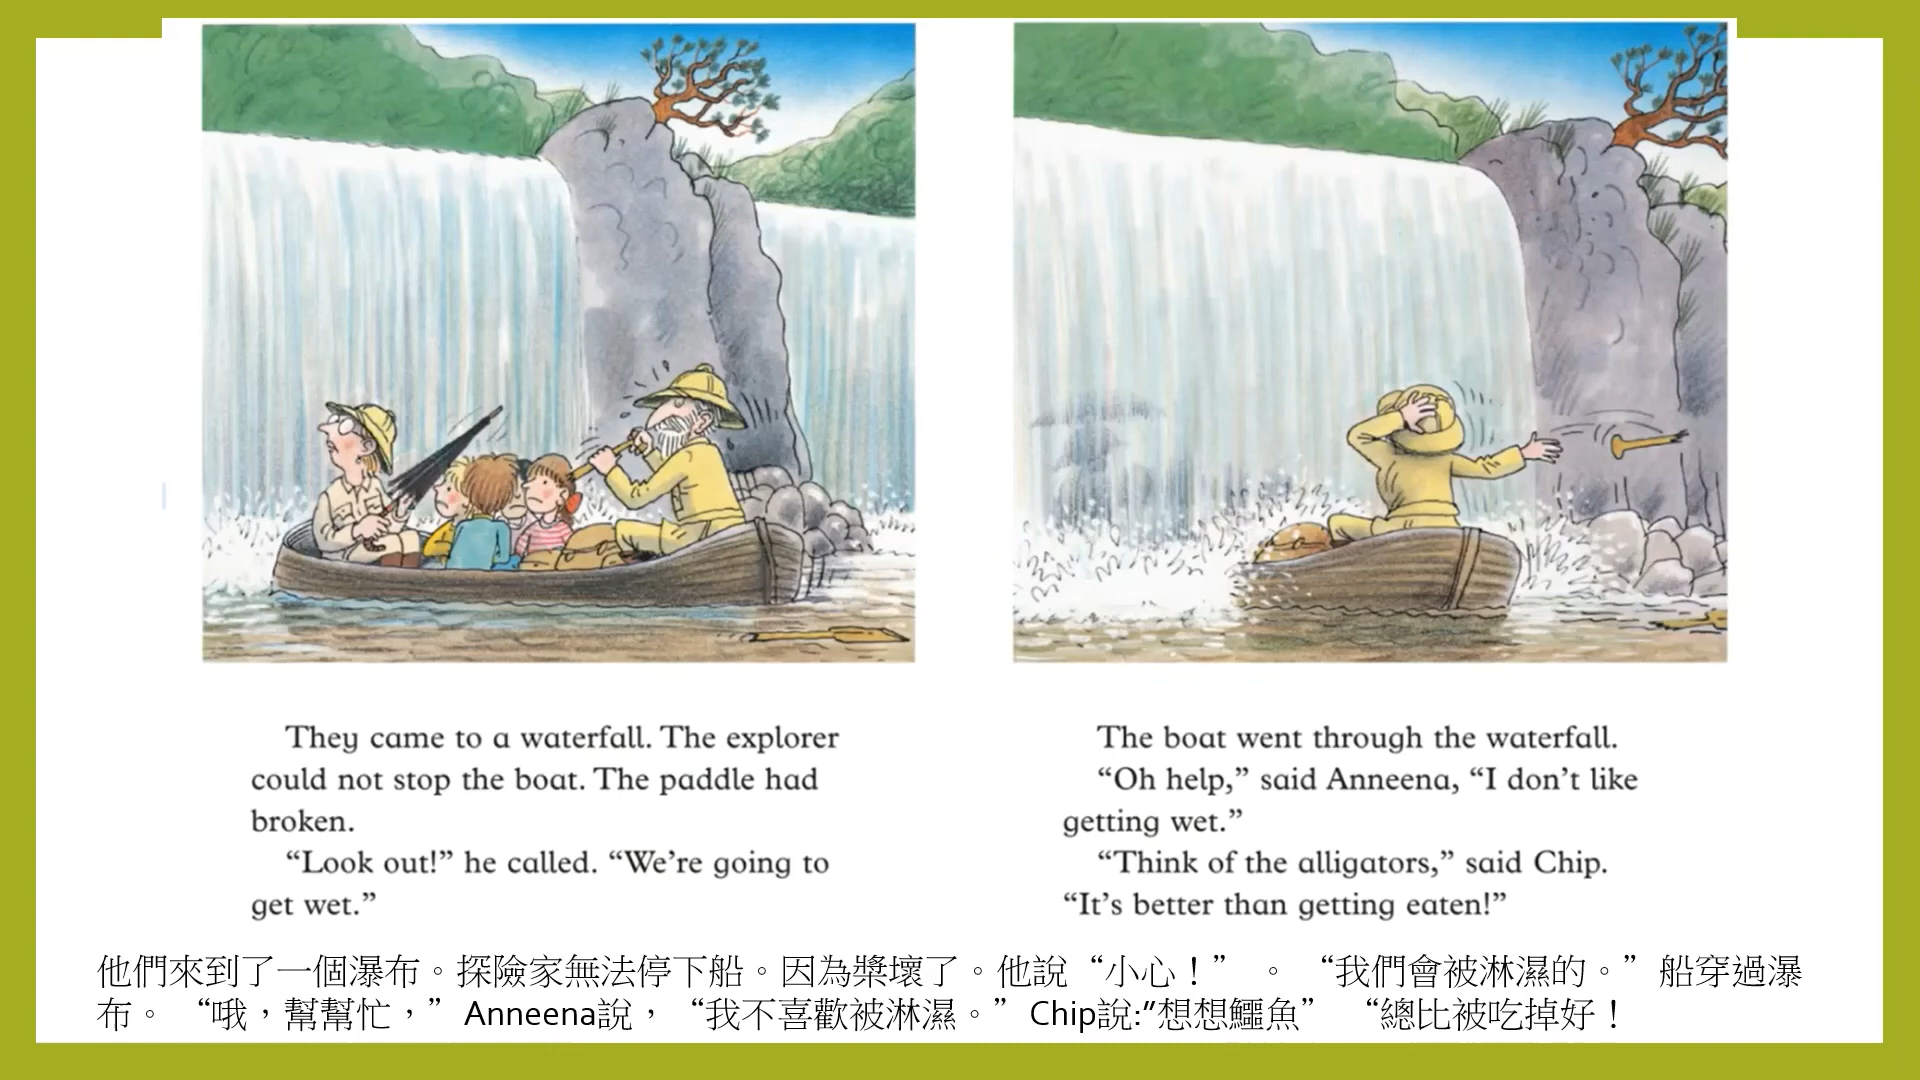 They came to a waterfall. The explorer
could not stop the boat. The paddle had
broken.
“Look out!” he called. “We’re going to
get wet.”
The boat went through the waterfall.
“Oh help,” said Anneena, “I don’t like
getting wet.”
“Think of the alligators,” said Chip.
“It’s better than getting eaten!”
他們來到了一個瀑布。探險家無法停下船。因為槳壞了。他說“小心！” 。 “我們會被淋濕的。”船穿過瀑
布。 “哦，幫幫忙，”Anneena說，“我不喜歡被淋濕。” Chip說:”想想鱷魚” “總比被吃掉好！